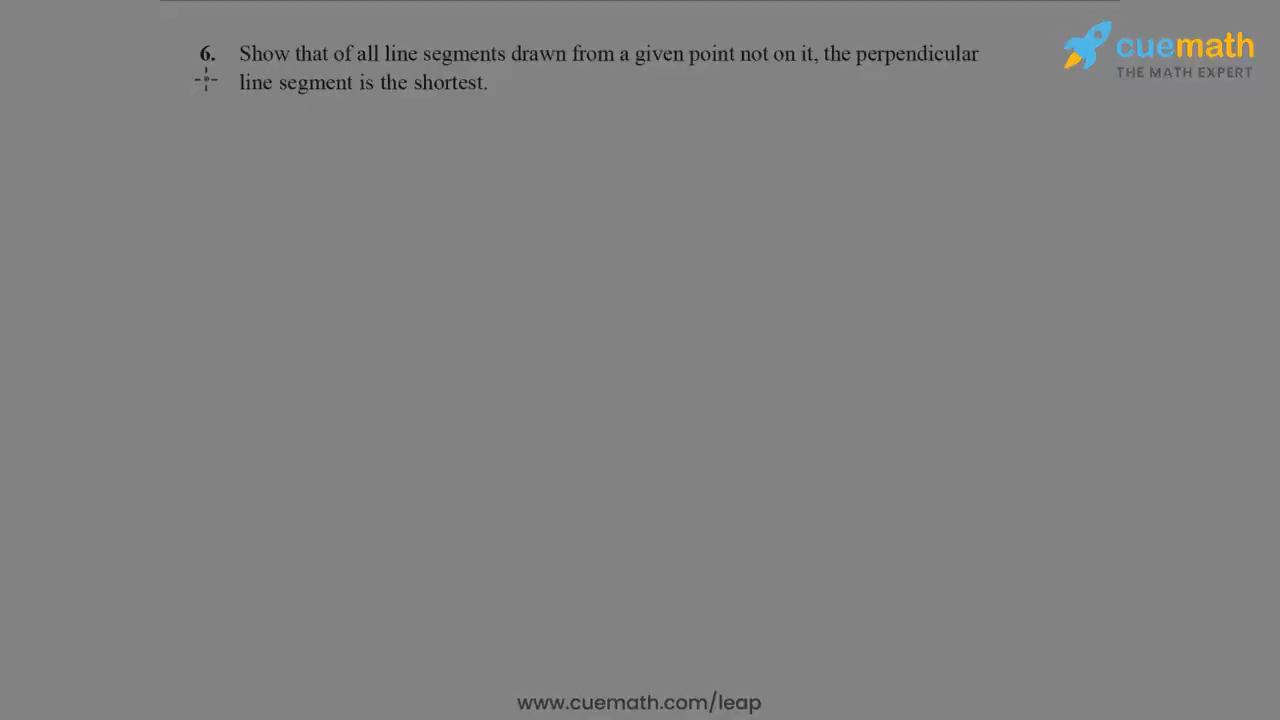 6. Show that of all line segments drawn from a given point not on it, the perpendicular
line segment is the shortest.
cuemath
THE MATH EXPERT
www.cuemath.com/leap